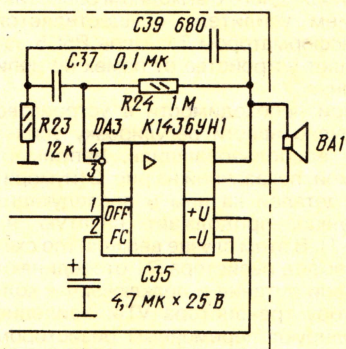 C39 680
C37 0,1 мк
R24 1 М
R23
12 к
DA3 К1436УН1
BA1
4
3
1
2
OFF
FC
+U
-U
+
C35
4,7 мк × 25 В